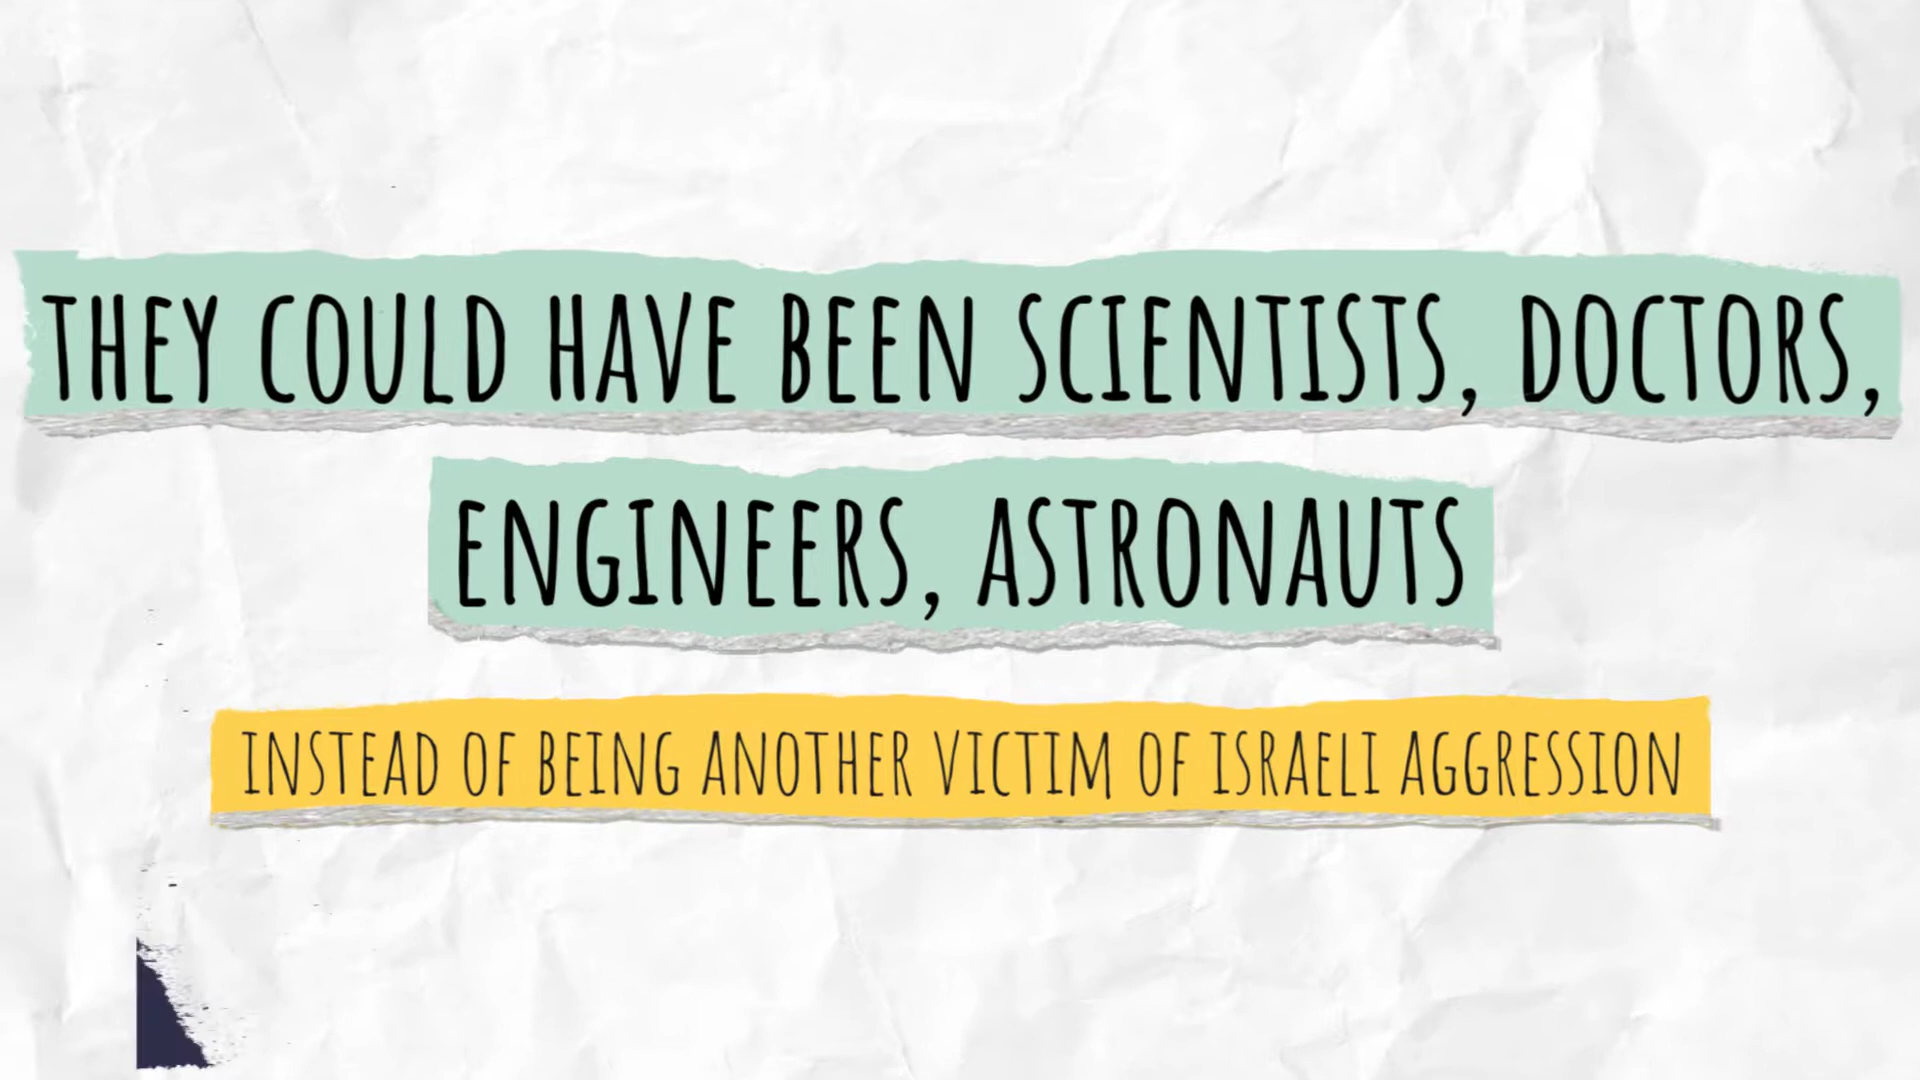 THEY COULD HAVE BEEN SCIENTISTS, DOCTORS,
ENGINEERS, ASTRONAUTS
INSTEAD OF BEING ANOTHER VICTIM OF ISRAELI AGGRESSION